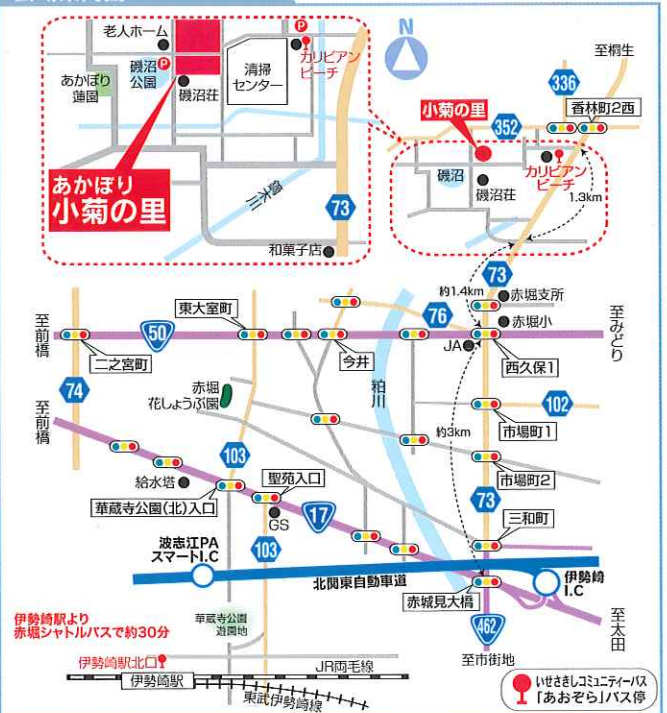 老人ホーム
P
P
カリビアン
ビーチ
あかぼり
蓮園
磯沼
公園
磯沼荘
清掃
センター
あかぼり
小菊の里
73
和菓子店
N
至桐生
336
香林町2西
352
小菊の里
磯沼
磯沼荘
カリビアン
ビーチ
1.3km
73
約1.4km
赤堀支所
赤堀小
至みどり
76
JA
西久保1
至前橋
50
東大室町
二之宮町
今井
74
至前橋
赤堀
花しょうぶ園
粕川
102
市場町1
約3km
市場町2
73
103
聖苑入口
給水塔
華蔵寺公園(北)入口
GS
17
三和町
波志江PA
スマートI.C
103
北関東自動車道
伊勢崎
I.C
赤城見大橋
至太田
462
至市街地
伊勢崎駅より
赤堀シャトルバスで約30分
華蔵寺公園
遊園地
伊勢崎駅北口
JR両毛線
伊勢崎駅
東武伊勢崎線
いせさきしコミュニティーバス
「あおぞら」バス停